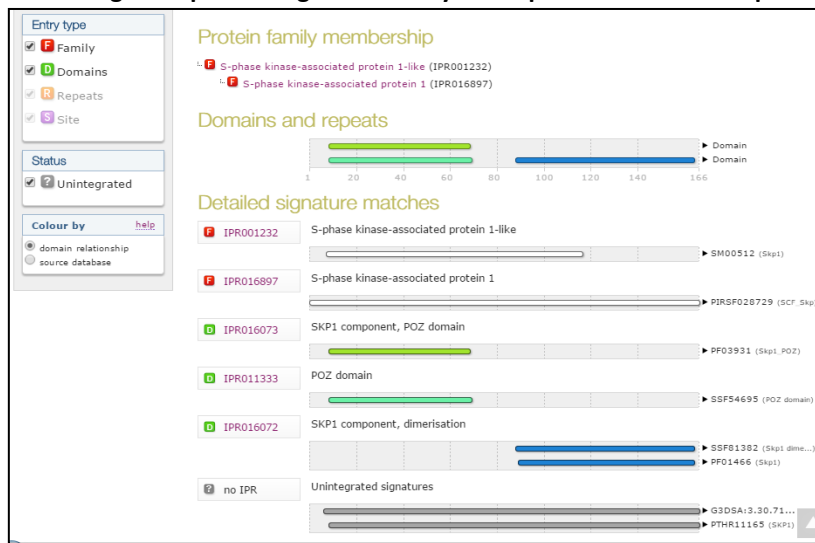 Entry type
F Family
D Domains
R Repeats
S Site
Status
? Unintegrated
Colour by help
domain relationship
source database
Protein family membership
F S-phase kinase-associated protein 1-like (IPR001232)
F S-phase kinase-associated protein 1 (IPR016897)
Domains and repeats
Domain
Domain
1 20 40 60 80 100 120 140 166
Detailed signature matches
F IPR001232 S-phase kinase-associated protein 1-like
SM00512 (Skp1)
F IPR016897 S-phase kinase-associated protein 1
PIRSF028729 (SCF_Skp
D IPR016073 SKP1 component, POZ domain
PF03931 (Skp1_POZ)
D IPR011333 POZ domain
SSF54695 (POZ domain)
D IPR016072 SKP1 component, dimerisation
SSF81382 (Skp1 dime...)
PF01466 (Skp1)
? no IPR Unintegrated signatures
G3DSA:3.30.71...
PTHR11165 (SKP1)